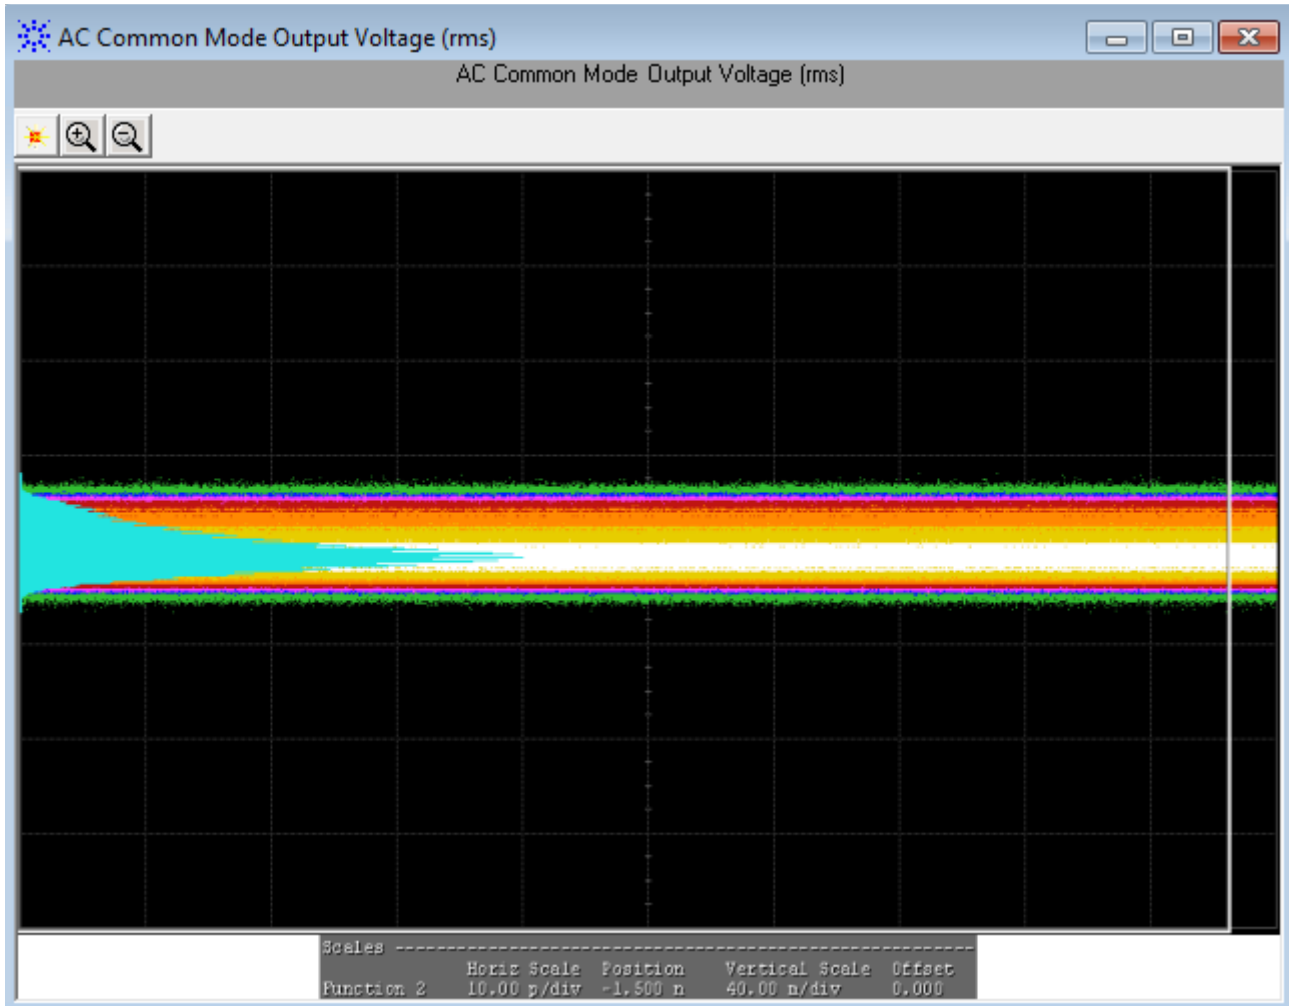 AC Common Mode Output Voltage (rms)
AC Common Mode Output Voltage (rms)
Scales ---------------------------------------------------------
Horiz Scale Position Vertical Scale Offset
Function 2 10.00 p/div -1.500 n 40.00 m/div 0.000